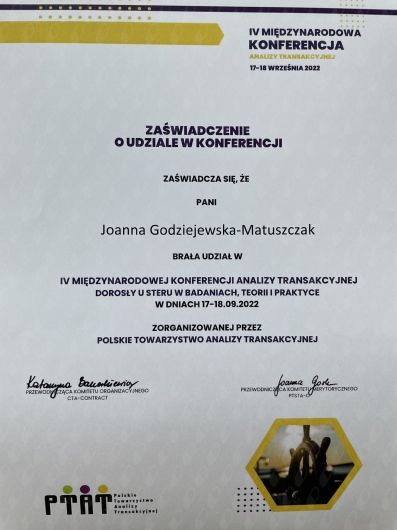 IV MIĘDZYNARODOWA
KONFERENCJA
ANALIZY TRANSAKCYJNEJ
17-18 WRZEŚNIA 2022
ZAŚWIADCZENIE
O UDZIALE W KONFERENCJI
ZAŚWIADCZA SIĘ, ŻE
PANI
Joanna Godziejewska-Matuszczak
BRAŁA UDZIAŁ W
IV MIĘDZYNARODOWEJ KONFERENCJI ANALIZY TRANSAKCYJNEJ
DOROSŁY U STERU W BADANIACH, TEORII I PRAKTYCE
W DNIACH 17-18.09.2022
ZORGANIZOWANEJ PRZEZ
POLSKIE TOWARZYSTWO ANALIZY TRANSAKCYJNEJ
Katarzyna
PRZEWODNICZĄCA KOMITETU ORGANIZACYJNEGO
CTA-CONTRACT
Joanna
PRZEWODNICZĄCA KOMITETU MERYTORYCZNEGO
PTAT
Polskie
Towarzystwo
Analizy
Transakcyjnej